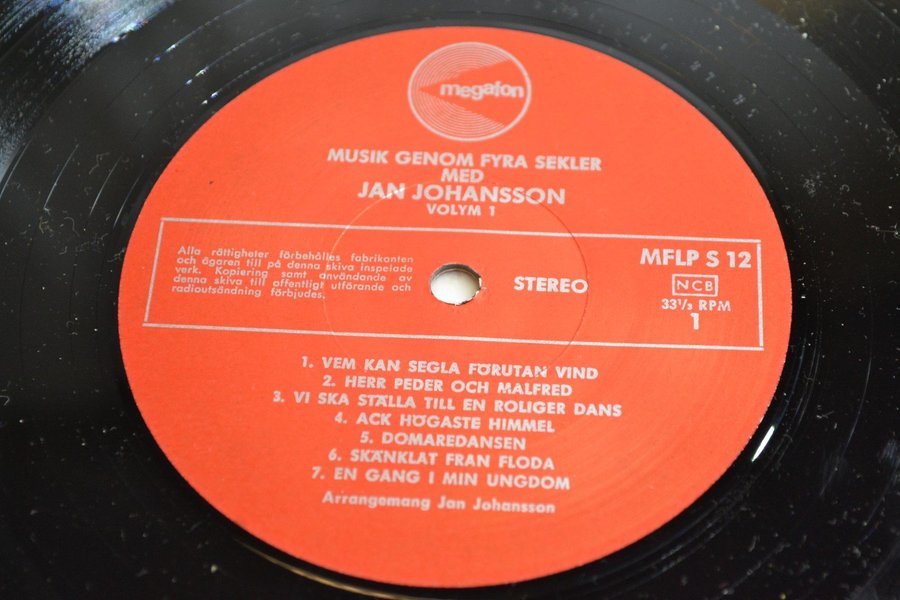 megafon
MUSIK GENOM FYRA SEKLER
MED
JAN JOHANSSON
VOLYM 1
Alla rättigheter förbehålles fabrikanten
och ägaren till på denna skiva inspelade
verk. Kopiering samt användande av
denna skiva till offentligt utförande och
radioutsändning förbjudes.
STEREO
MFLP S 12
NCB
33⅓ RPM
1
1. VEM KAN SEGLA FÖRUTAN VIND
2. HERR PEDER OCH MALFRED
3. VI SKA STÄLLA TILL EN ROLIGER DANS
4. ACK HÖGASTE HIMMEL
5. DOMAREDANSEN
6. SKÄNKLAT FRAN FLODA
7. EN GANG I MIN UNGDOM
Arrangemang Jan Johansson